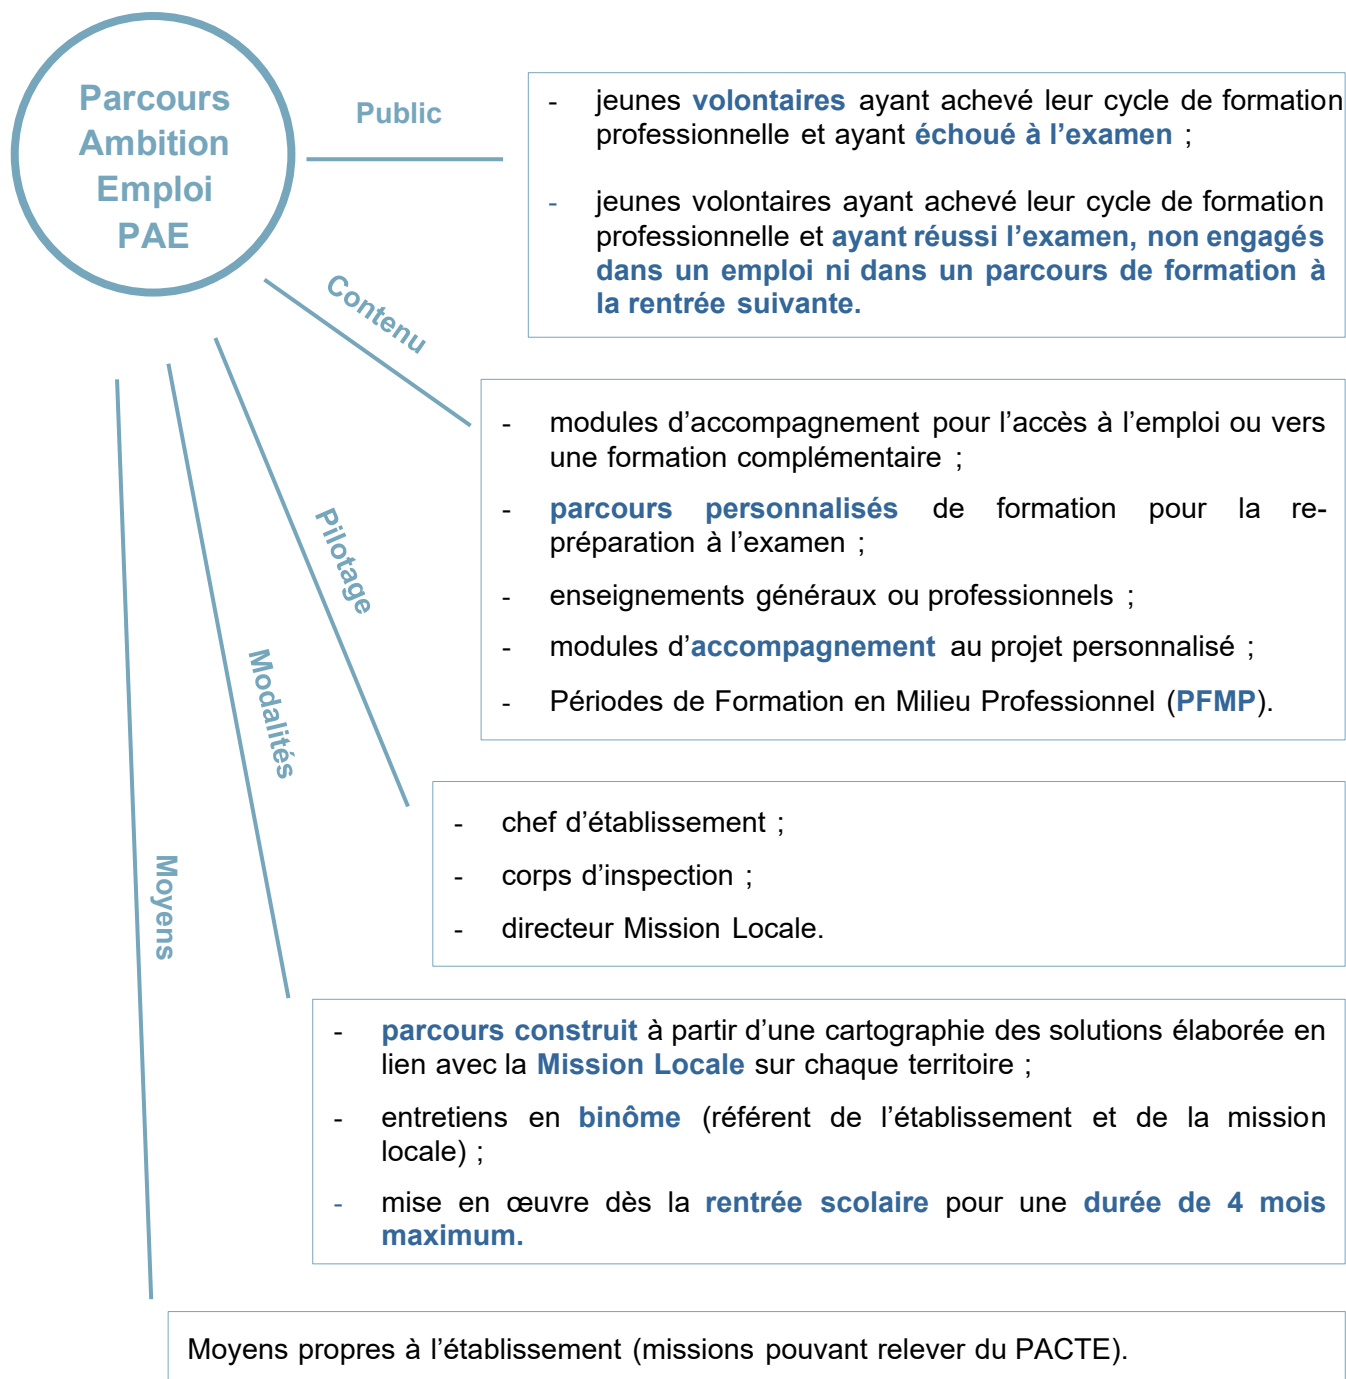 Parcours
Ambition
Emploi
PAE
Public
- jeunes volontaires ayant achevé leur cycle de formation
professionnelle et ayant échoué à l’examen ;
- jeunes volontaires ayant achevé leur cycle de formation
professionnelle et ayant réussi l’examen, non engagés
dans un emploi ni dans un parcours de formation à
la rentrée suivante.
Contenu
- modules d’accompagnement pour l’accès à l’emploi ou vers
une formation complémentaire ;
- parcours personnalisés de formation pour la re-
préparation à l’examen ;
- enseignements généraux ou professionnels ;
- modules d’accompagnement au projet personnalisé ;
- Périodes de Formation en Milieu Professionnel (PFMP).
Pilotage
- chef d’établissement ;
- corps d’inspection ;
- directeur Mission Locale.
Modalités
- parcours construit à partir d’une cartographie des solutions élaborée en
lien avec la Mission Locale sur chaque territoire ;
- entretiens en binôme (référent de l’établissement et de la mission
locale) ;
- mise en œuvre dès la rentrée scolaire pour une durée de 4 mois
maximum.
Moyens
Moyens propres à l’établissement (missions pouvant relever du PACTE).